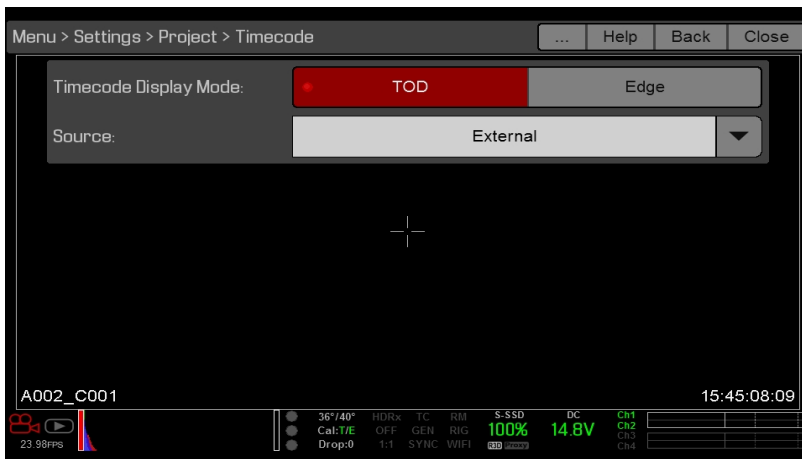 Menu > Settings > Project > Timecode ... Help Back Close
Timecode Display Mode: TOD Edge
Source: External
A002_C001 15:45:08:09
36°/40° HDRx TC RM S-SSD DC Ch1
Cal:T/E OFF GEN RIG 100% 14.8V Ch2
Ch3
23.98FPS Drop:0 1:1 SYNC WIFI R3D Proxy Ch4